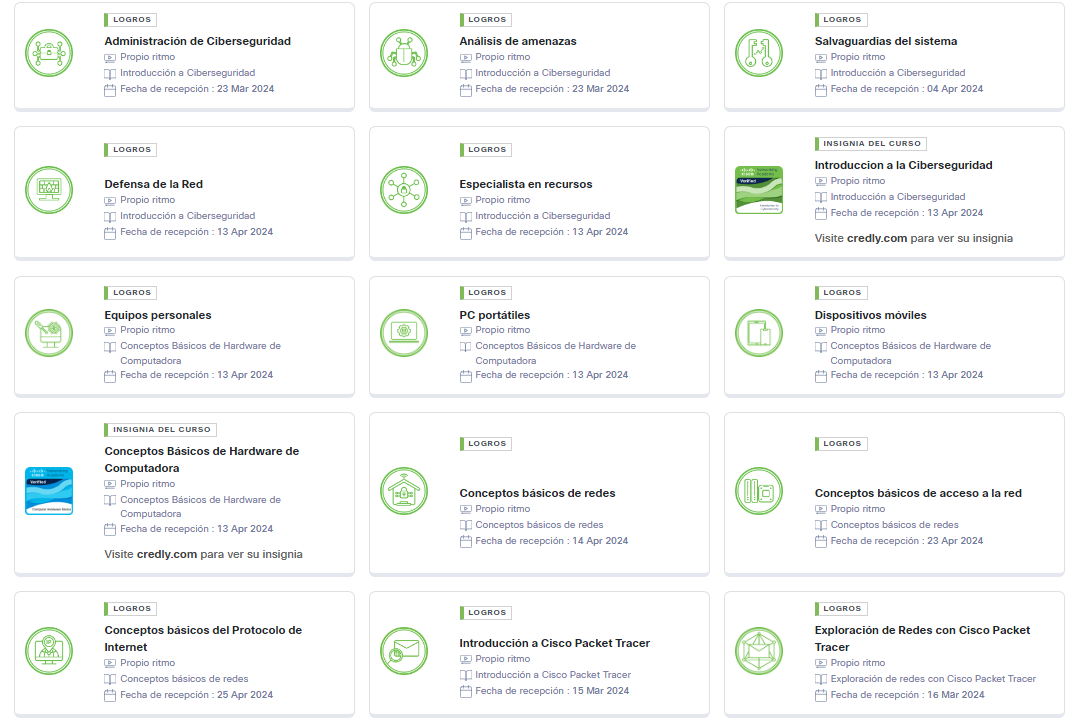 LOGROS
Administración de Ciberseguridad
Propio ritmo
Introducción a Ciberseguridad
Fecha de recepción : 23 Mar 2024
LOGROS
Análisis de amenazas
Propio ritmo
Introducción a Ciberseguridad
Fecha de recepción : 23 Mar 2024
LOGROS
Salvaguardias del sistema
Propio ritmo
Introducción a Ciberseguridad
Fecha de recepción : 04 Apr 2024
LOGROS
Defensa de la Red
Propio ritmo
Introducción a Ciberseguridad
Fecha de recepción : 13 Apr 2024
LOGROS
Especialista en recursos
Propio ritmo
Introducción a Ciberseguridad
Fecha de recepción : 13 Apr 2024
INSIGNIA DEL CURSO
Introduccion a la Ciberseguridad
Propio ritmo
Introducción a Ciberseguridad
Fecha de recepción : 13 Apr 2024
Visite credly.com para ver su insignia
Verified
LOGROS
Equipos personales
Propio ritmo
Conceptos Básicos de Hardware de
Computadora
Fecha de recepción : 13 Apr 2024
LOGROS
PC portátiles
Propio ritmo
Conceptos Básicos de Hardware de
Computadora
Fecha de recepción : 13 Apr 2024
LOGROS
Dispositivos móviles
Propio ritmo
Conceptos Básicos de Hardware de
Computadora
Fecha de recepción : 13 Apr 2024
INSIGNIA DEL CURSO
Conceptos Básicos de Hardware de
Computadora
Propio ritmo
Conceptos Básicos de Hardware de
Computadora
Fecha de recepción : 13 Apr 2024
Visite credly.com para ver su insignia
Verified
Computer Hardware Basics
LOGROS
Conceptos básicos de redes
Propio ritmo
Conceptos básicos de redes
Fecha de recepción : 14 Apr 2024
LOGROS
Conceptos básicos de acceso a la red
Propio ritmo
Conceptos básicos de redes
Fecha de recepción : 23 Apr 2024
LOGROS
Conceptos básicos del Protocolo de
Internet
Propio ritmo
Conceptos básicos de redes
Fecha de recepción : 25 Apr 2024
LOGROS
Introducción a Cisco Packet Tracer
Propio ritmo
Introducción a Cisco Packet Tracer
Fecha de recepción : 15 Mar 2024
LOGROS
Exploración de Redes con Cisco Packet
Tracer
Propio ritmo
Exploración de redes con Cisco Packet Tracer
Fecha de recepción : 16 Mar 2024